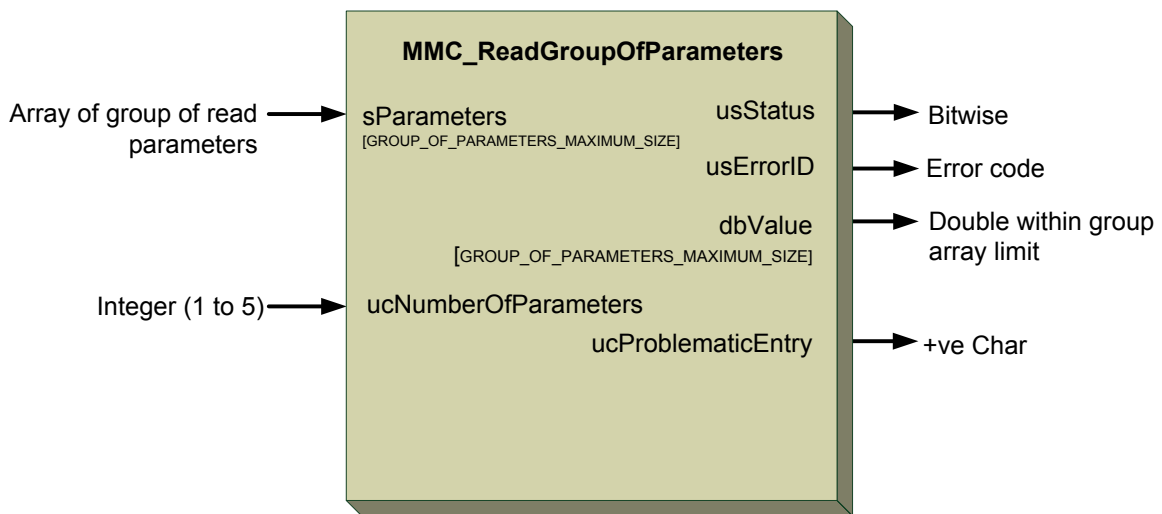 MMC_ReadGroupOfParameters
Array of group of read
parameters
sParameters
[GROUP_OF_PARAMETERS_MAXIMUM_SIZE]
usStatus
Bitwise
usErrorID
Error code
dbValue
[GROUP_OF_PARAMETERS_MAXIMUM_SIZE]
Double within group
array limit
Integer (1 to 5)
ucNumberOfParameters
ucProblematicEntry
+ve Char